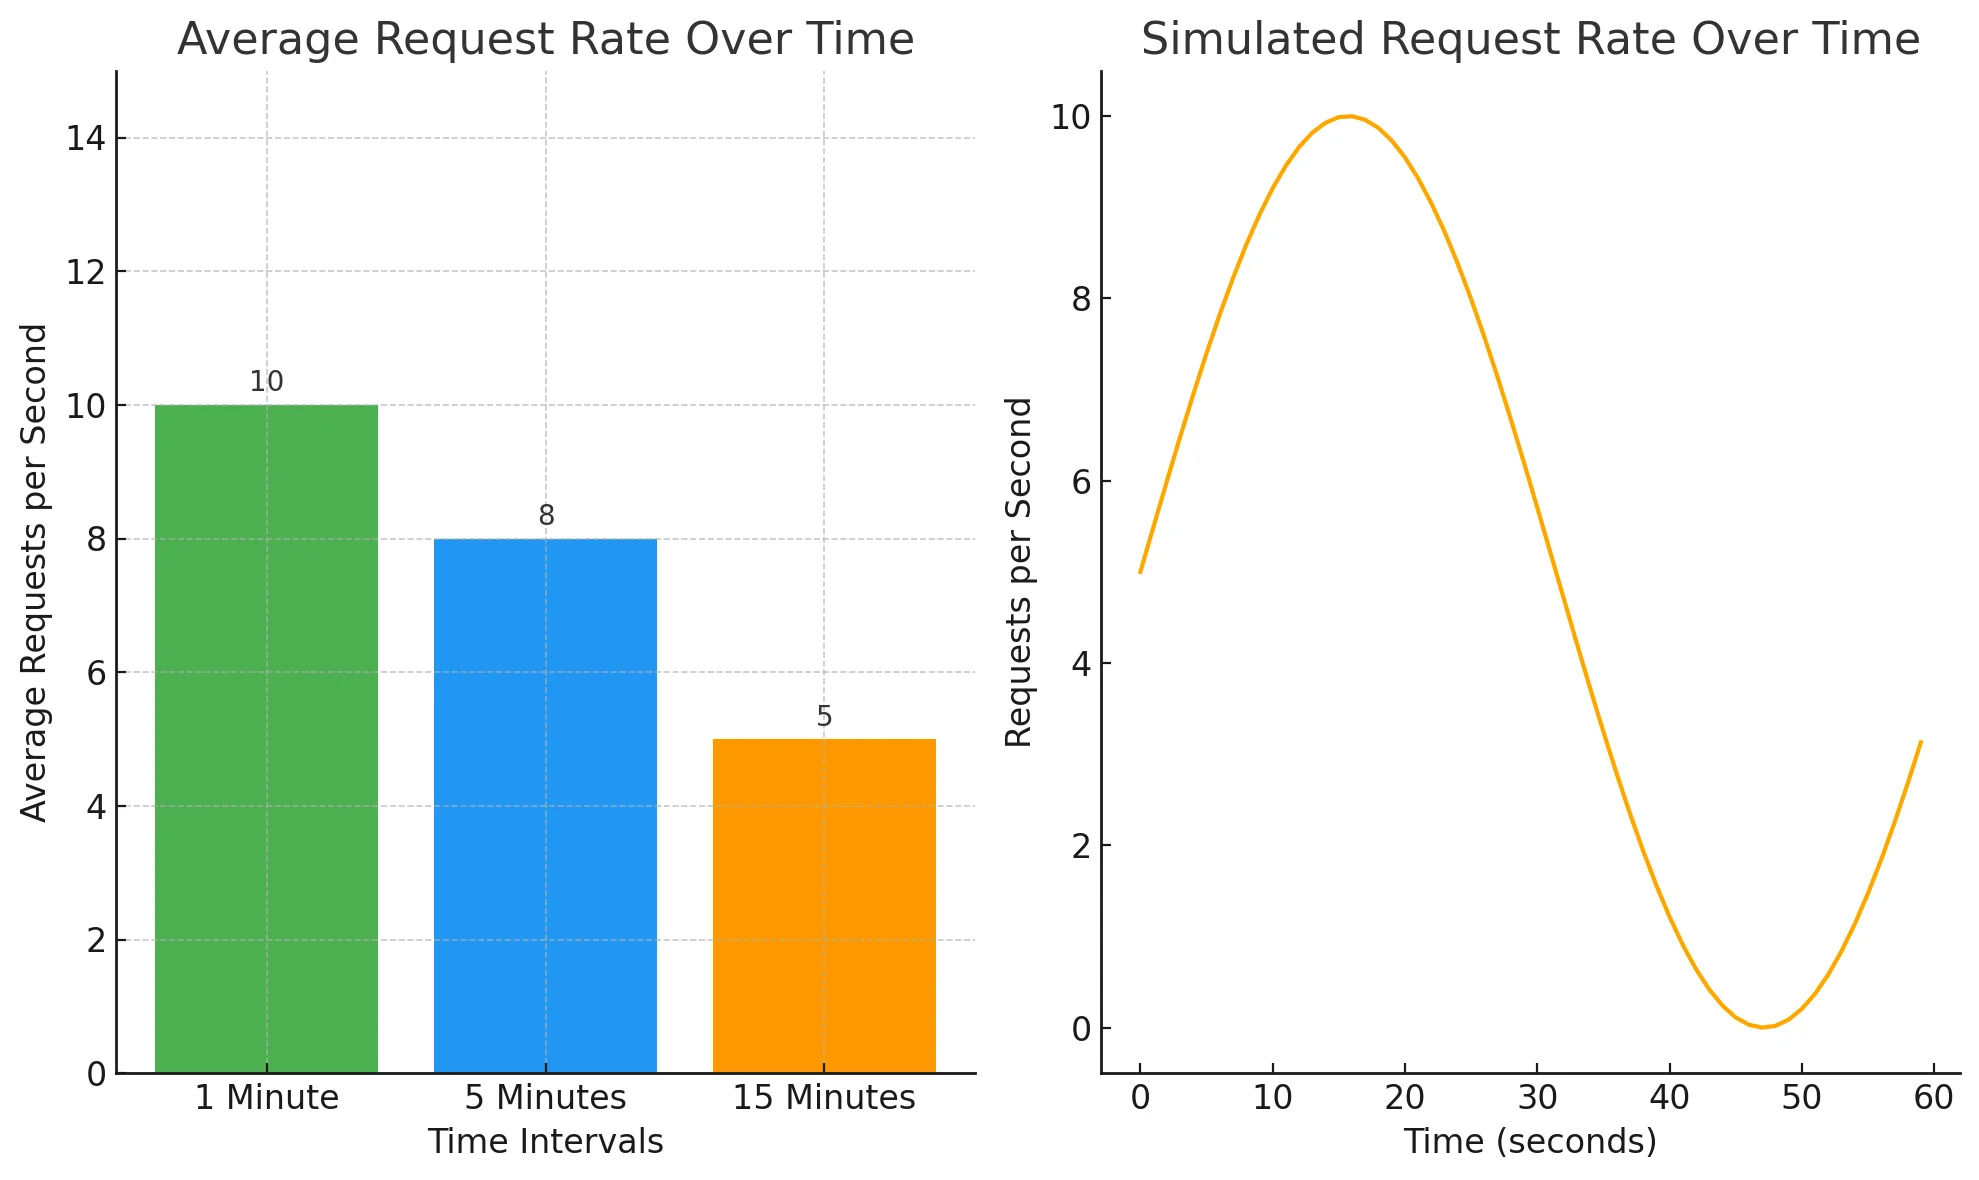 Average Request Rate Over Time
Average Requests per Second
14
12
10
8
6
4
2
0
10
8
5
1 Minute
5 Minutes
15 Minutes
Time Intervals
Simulated Request Rate Over Time
Requests per Second
10
8
6
4
2
0
0
10
20
30
40
50
60
Time (seconds)